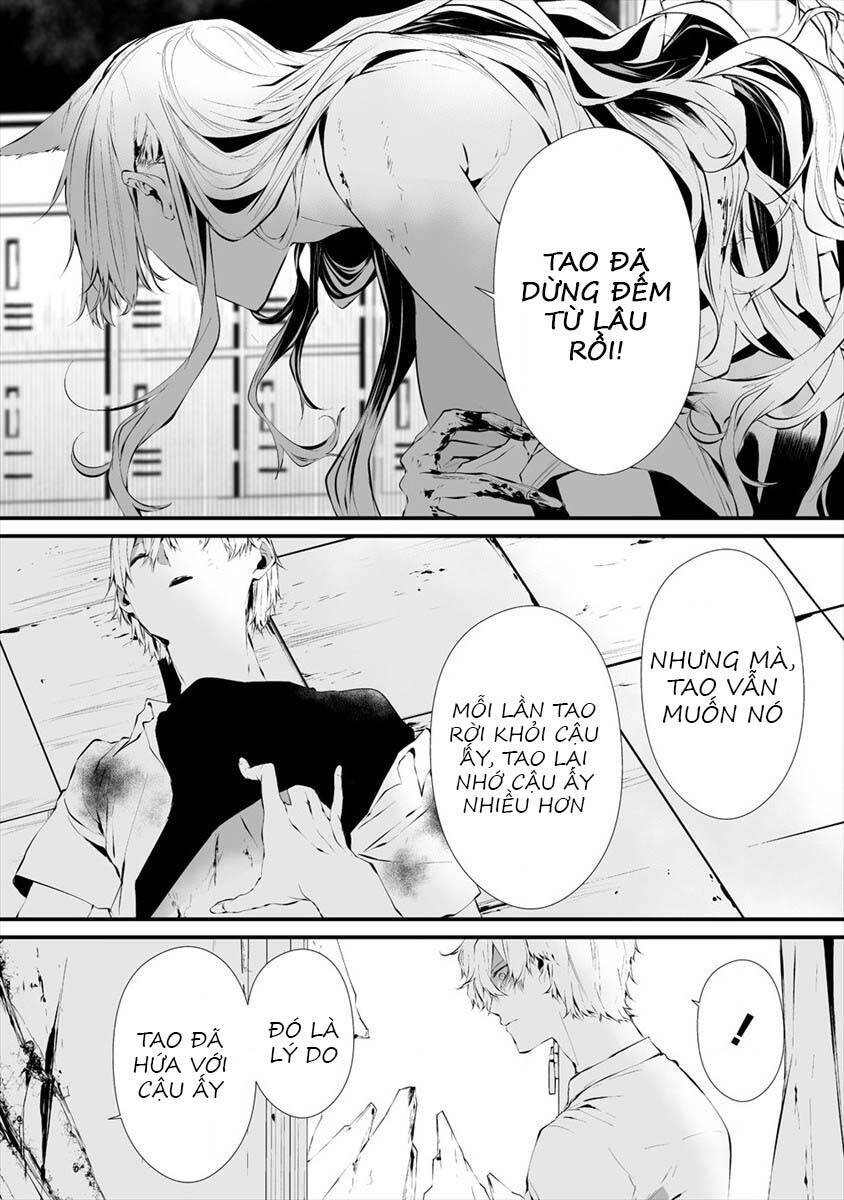 TAO ĐÃ
DỪNG ĐẾM
TỪ LÂU
RỒI!
NHƯNG MÀ,
TAO VẪN
MUỐN NÓ
MỖI LẦN TAO
RỜI KHỎI CẬU
ẤY, TAO LẠI
NHỚ CẬU ẤY
NHIỀU HƠN
!
ĐÓ LÀ
LÝ DO
TAO ĐÃ
HỨA VỚI
CẬU ẤY